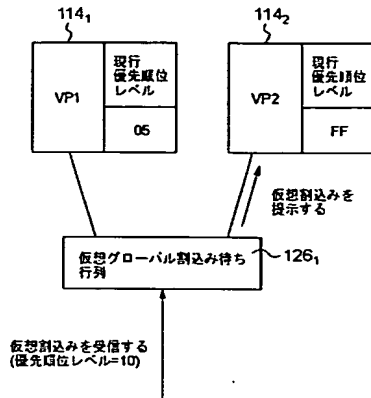 114₁
114₂
VP1
現行
優先順位
レベル
05
VP2
現行
優先順位
レベル
FF
仮想割込みを
提示する
仮想グローバル割込み待ち
行列
126₁
仮想割込みを受信する
(優先順位レベル=10)